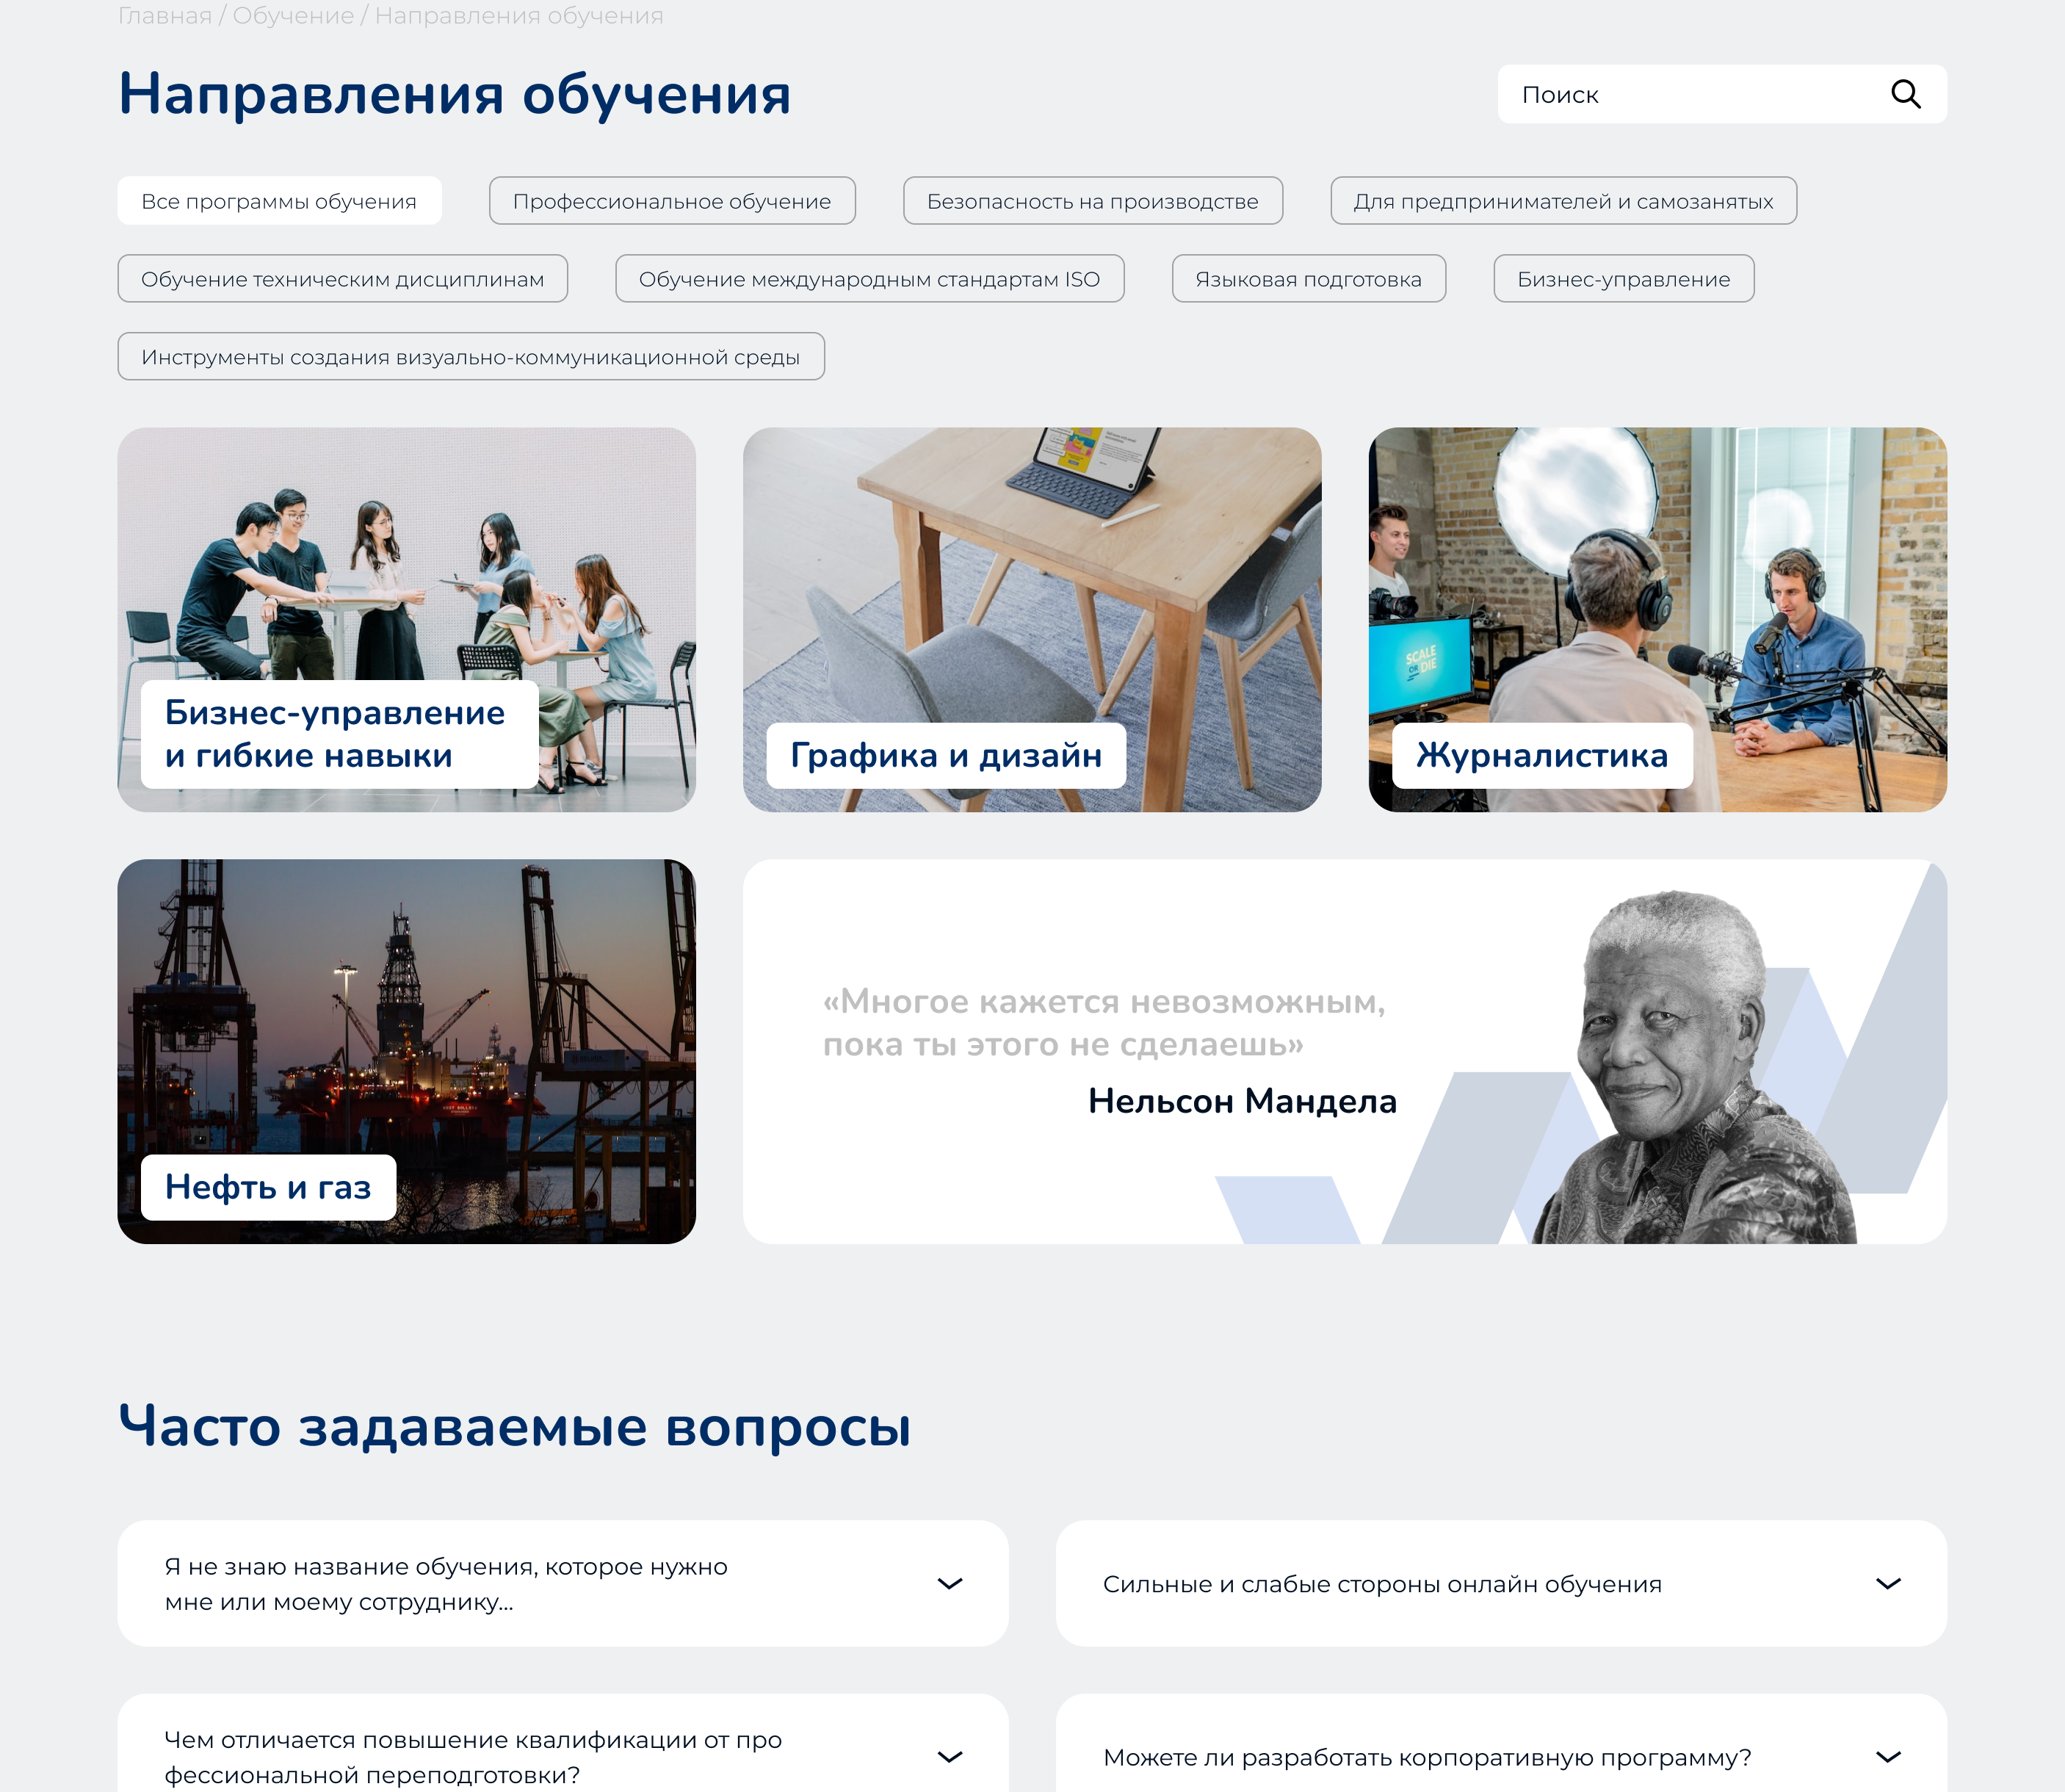 Главная / Обучение / Направления обучения
Направления обучения
Поиск
Все программы обучения
Профессиональное обучение
Безопасность на производстве
Для предпринимателей и самозанятых
Обучение техническим дисциплинам
Обучение международным стандартам ISO
Языковая подготовка
Бизнес-управление
Инструменты создания визуально-коммуникационной среды
Бизнес-управление
и гибкие навыки
Графика и дизайн
SCALE
OR DIE
Журналистика
Нефть и газ
«Многое кажется невозможным,
пока ты этого не сделаешь»
Нельсон Мандела
Часто задаваемые вопросы
Я не знаю название обучения, которое нужно
мне или моему сотруднику...
Сильные и слабые стороны онлайн обучения
Чем отличается повышение квалификации от про
фессиональной переподготовки?
Можете ли разработать корпоративную программу?